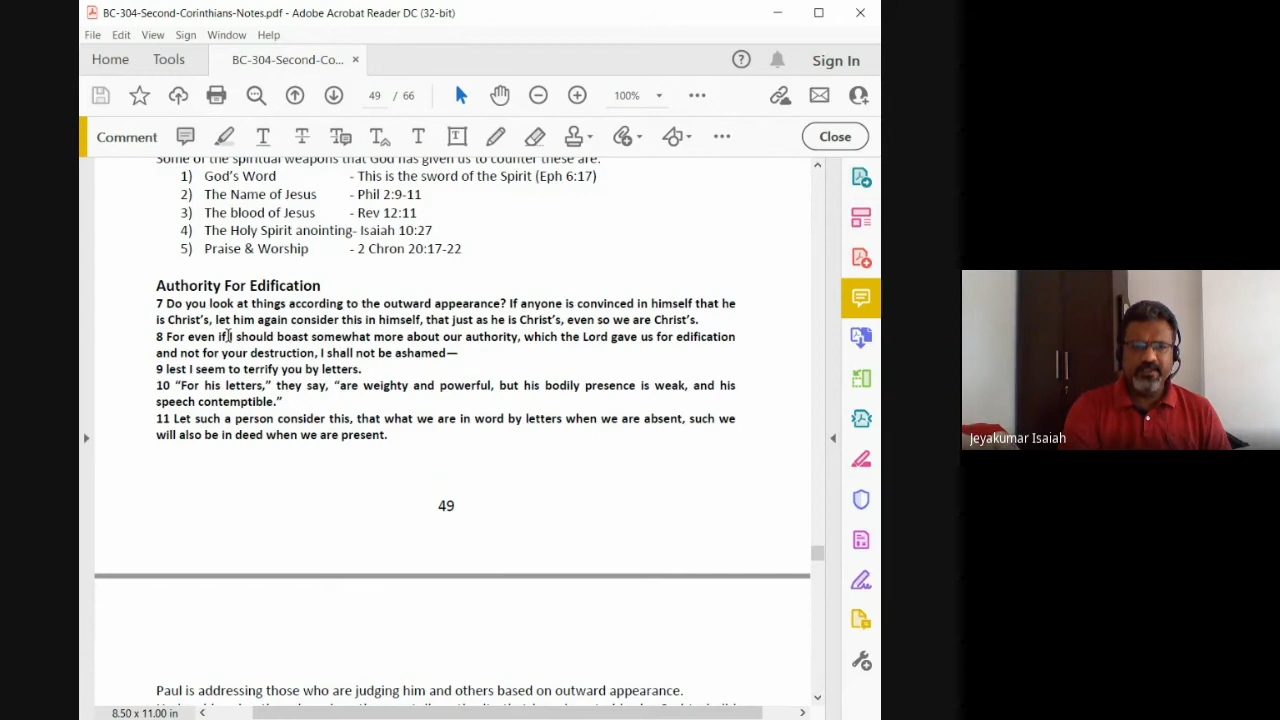 BC-304-Second-Corinthians-Notes.pdf - Adobe Acrobat Reader DC (32-bit)
File Edit View Sign Window Help
Home Tools BC-304-Second-Co... × Sign In
49 / 66 100%
Comment Close
Some of the spiritual weapons that God has given us to counter these are:
1) God's Word - This is the sword of the Spirit (Eph 6:17)
2) The Name of Jesus - Phil 2:9-11
3) The blood of Jesus - Rev 12:11
4) The Holy Spirit anointing- Isaiah 10:27
5) Praise & Worship - 2 Chron 20:17-22
Authority For Edification
7 Do you look at things according to the outward appearance? If anyone is convinced in himself that he
is Christ's, let him again consider this in himself, that just as he is Christ's, even so we are Christ's.
8 For even if I should boast somewhat more about our authority, which the Lord gave us for edification
and not for your destruction, I shall not be ashamed—
9 lest I seem to terrify you by letters.
10 “For his letters,” they say, “are weighty and powerful, but his bodily presence is weak, and his
speech contemptible.”
11 Let such a person consider this, that what we are in word by letters when we are absent, such we
will also be in deed when we are present.
49
Paul is addressing those who are judging him and others based on outward appearance.
8.50 x 11.00 in
Jeyakumar Isaiah